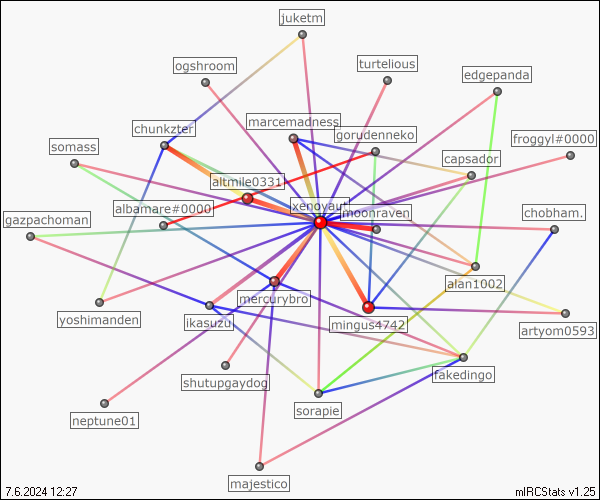 juketm
ogshroom
turtelious
edgepanda
marcemadness
chunkzter
gorudenneko
froggyl#0000
somass
capsador
altmile0331
xenoyaur
albamare#0000
moonraven
gazpachoman
chobham.
alan1002
mercurybro
yoshimanden
ikasuzu
mingus4742
artyom0593
fakedingo
shutupgaydog
sorapie
neptune01
majestico
7.6.2024 12:27
mIRCStats v1.25